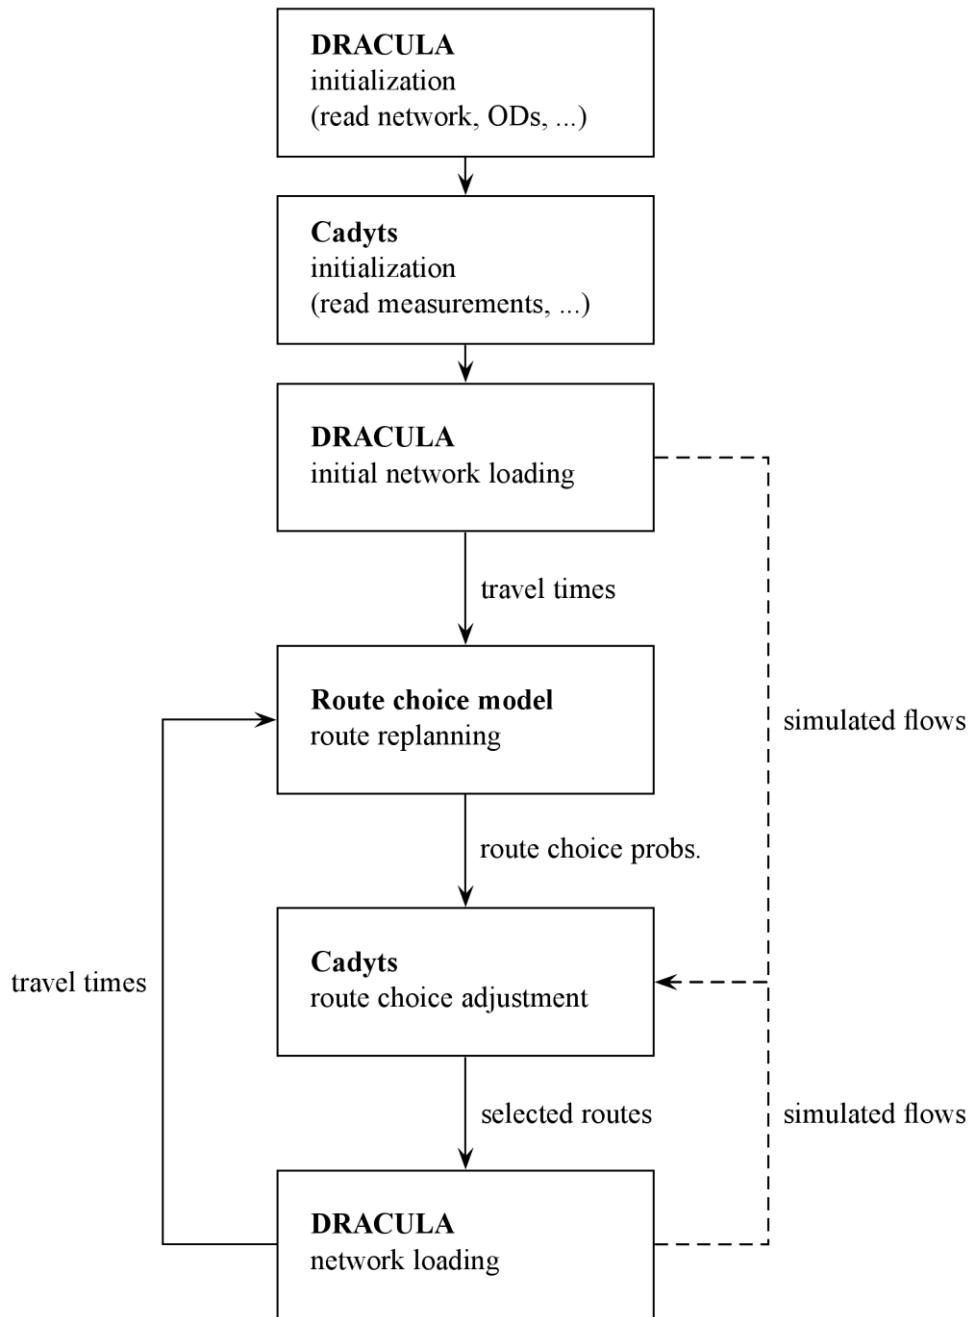 DRACULA
initialization
(read network, ODs, ...)
Cadyts
initialization
(read measurements, ...)
DRACULA
initial network loading
travel times
Route choice model
route replanning
simulated flows
route choice probs.
Cadyts
route choice adjustment
travel times
selected routes
simulated flows
DRACULA
network loading